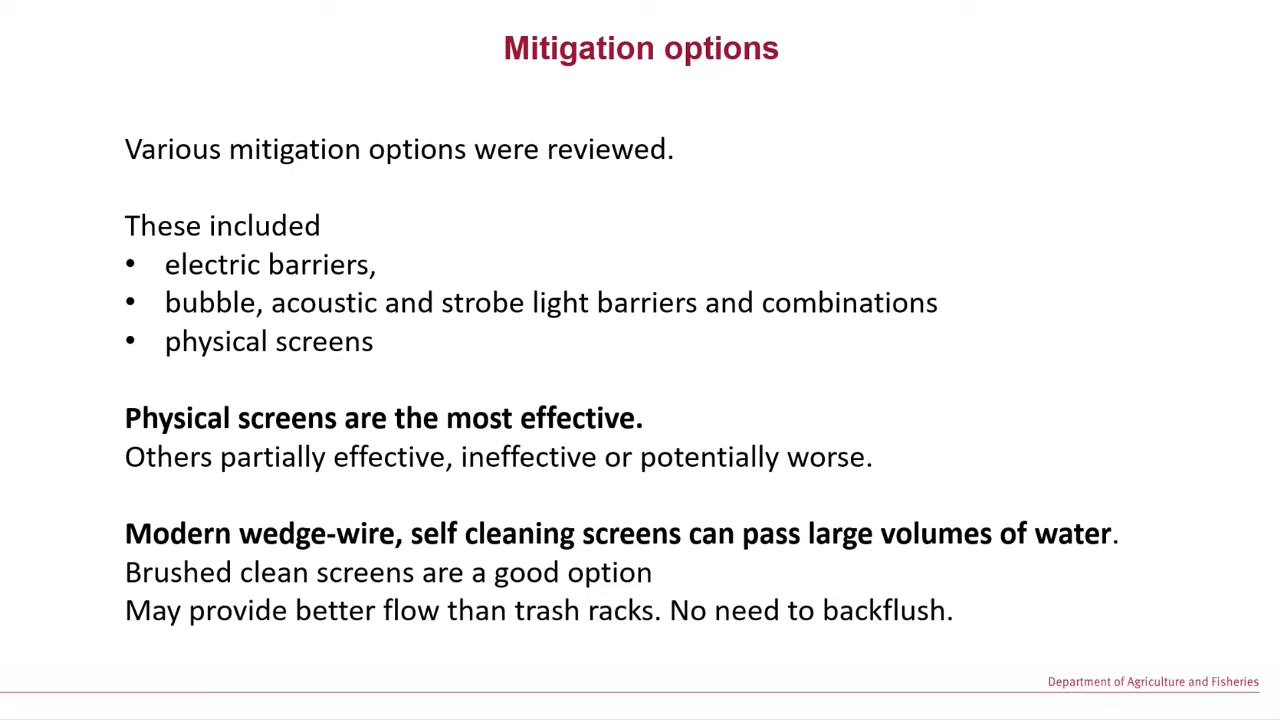 Mitigation options
Various mitigation options were reviewed.
These included
• electric barriers,
• bubble, acoustic and strobe light barriers and combinations
• physical screens
Physical screens are the most effective.
Others partially effective, ineffective or potentially worse.
Modern wedge-wire, self cleaning screens can pass large volumes of water.
Brushed clean screens are a good option
May provide better flow than trash racks. No need to backflush.
Department of Agriculture and Fisheries